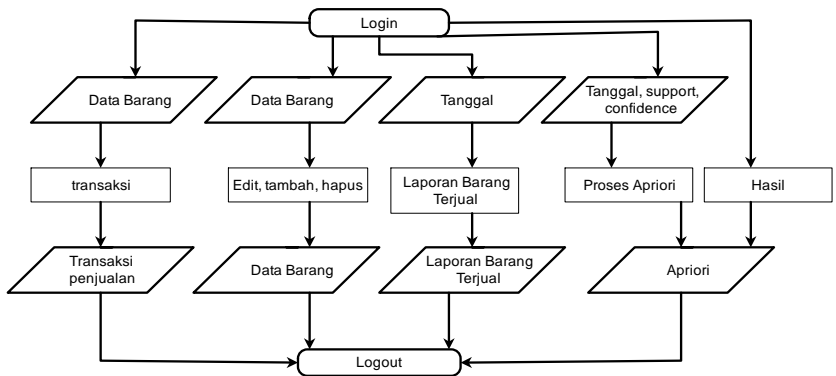 Login
Data Barang
Data Barang
Tanggal
Tanggal, support,
confidence
transaksi
Edit, tambah, hapus
Laporan Barang
Terjual
Proses Apriori
Hasil
Transaksi
penjualan
Data Barang
Laporan Barang
Terjual
Apriori
Logout